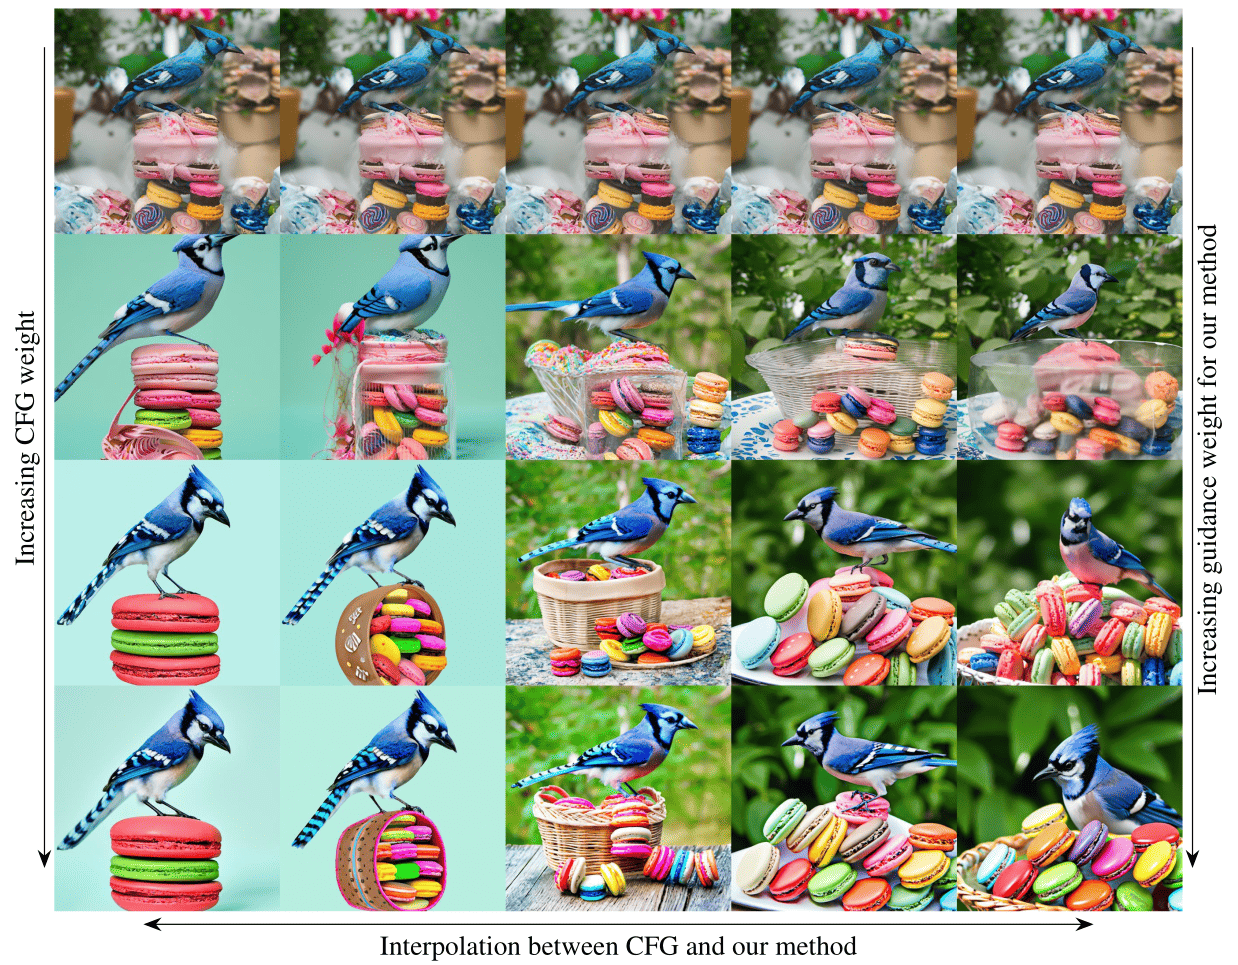 Increasing CFG weight
Increasing guidance weight for our method
Interpolation between CFG and our method